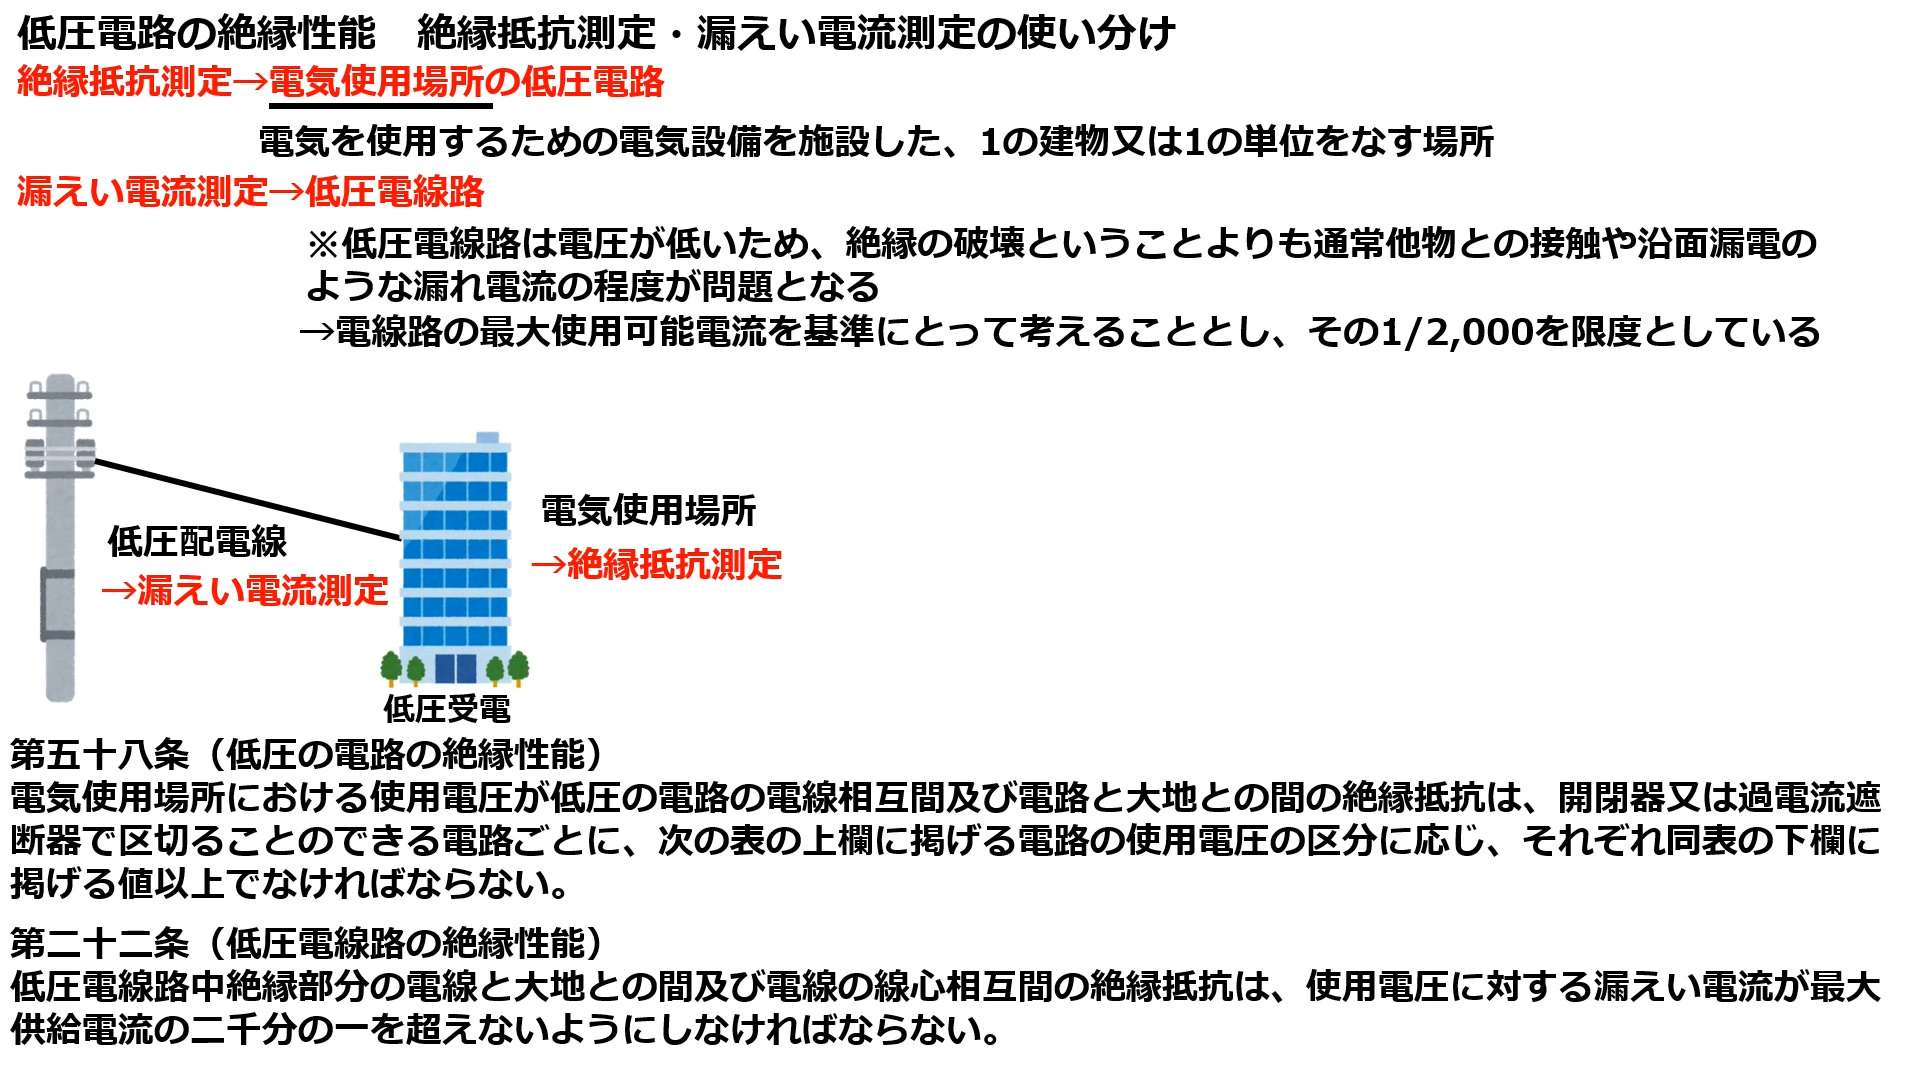 低圧電路の絶縁性能　絶縁抵抗測定・漏えい電流測定の使い分け
絶縁抵抗測定→電気使用場所の低圧電路
電気を使用するための電気設備を施設した、1の建物又は1の単位をなす場所
漏えい電流測定→低圧電線路
※低圧電線路は電圧が低いため、絶縁の破壊ということよりも通常他物との接触や沿面漏電の
ような漏れ電流の程度が問題となる
→電線路の最大使用可能電流を基準にとって考えることとし、その1/2,000を限度としている
低圧配電線
→漏えい電流測定
電気使用場所
→絶縁抵抗測定
低圧受電
第五十八条（低圧の電路の絶縁性能）
電気使用場所における使用電圧が低圧の電路の電線相互間及び電路と大地との間の絶縁抵抗は、開閉器又は過電流遮
断器で区切ることのできる電路ごとに、次の表の上欄に掲げる電路の使用電圧の区分に応じ、それぞれ同表の下欄に
掲げる値以上でなければならない。
第二十二条（低圧電線路の絶縁性能）
低圧電線路中絶縁部分の電線と大地との間及び電線の線心相互間の絶縁抵抗は、使用電圧に対する漏えい電流が最大
供給電流の二千分の一を超えないようにしなければならない。